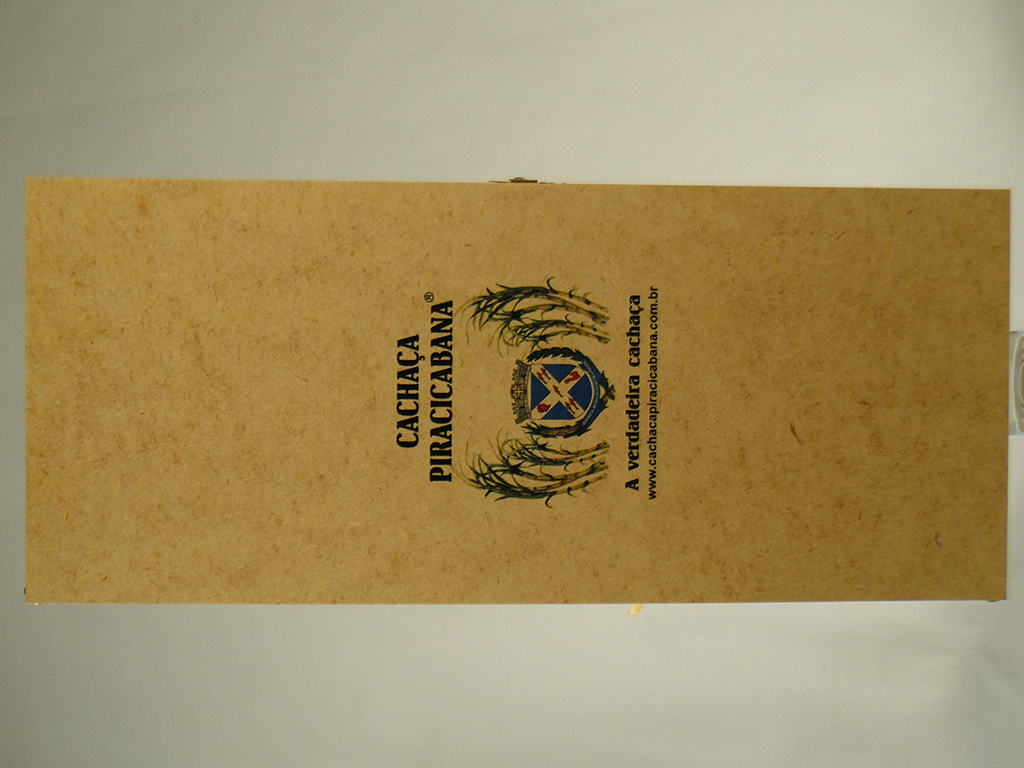 CACHAÇA
PIRACICABANA®
A verdadeira cachaça
www.cachacapiracicabana.com.br